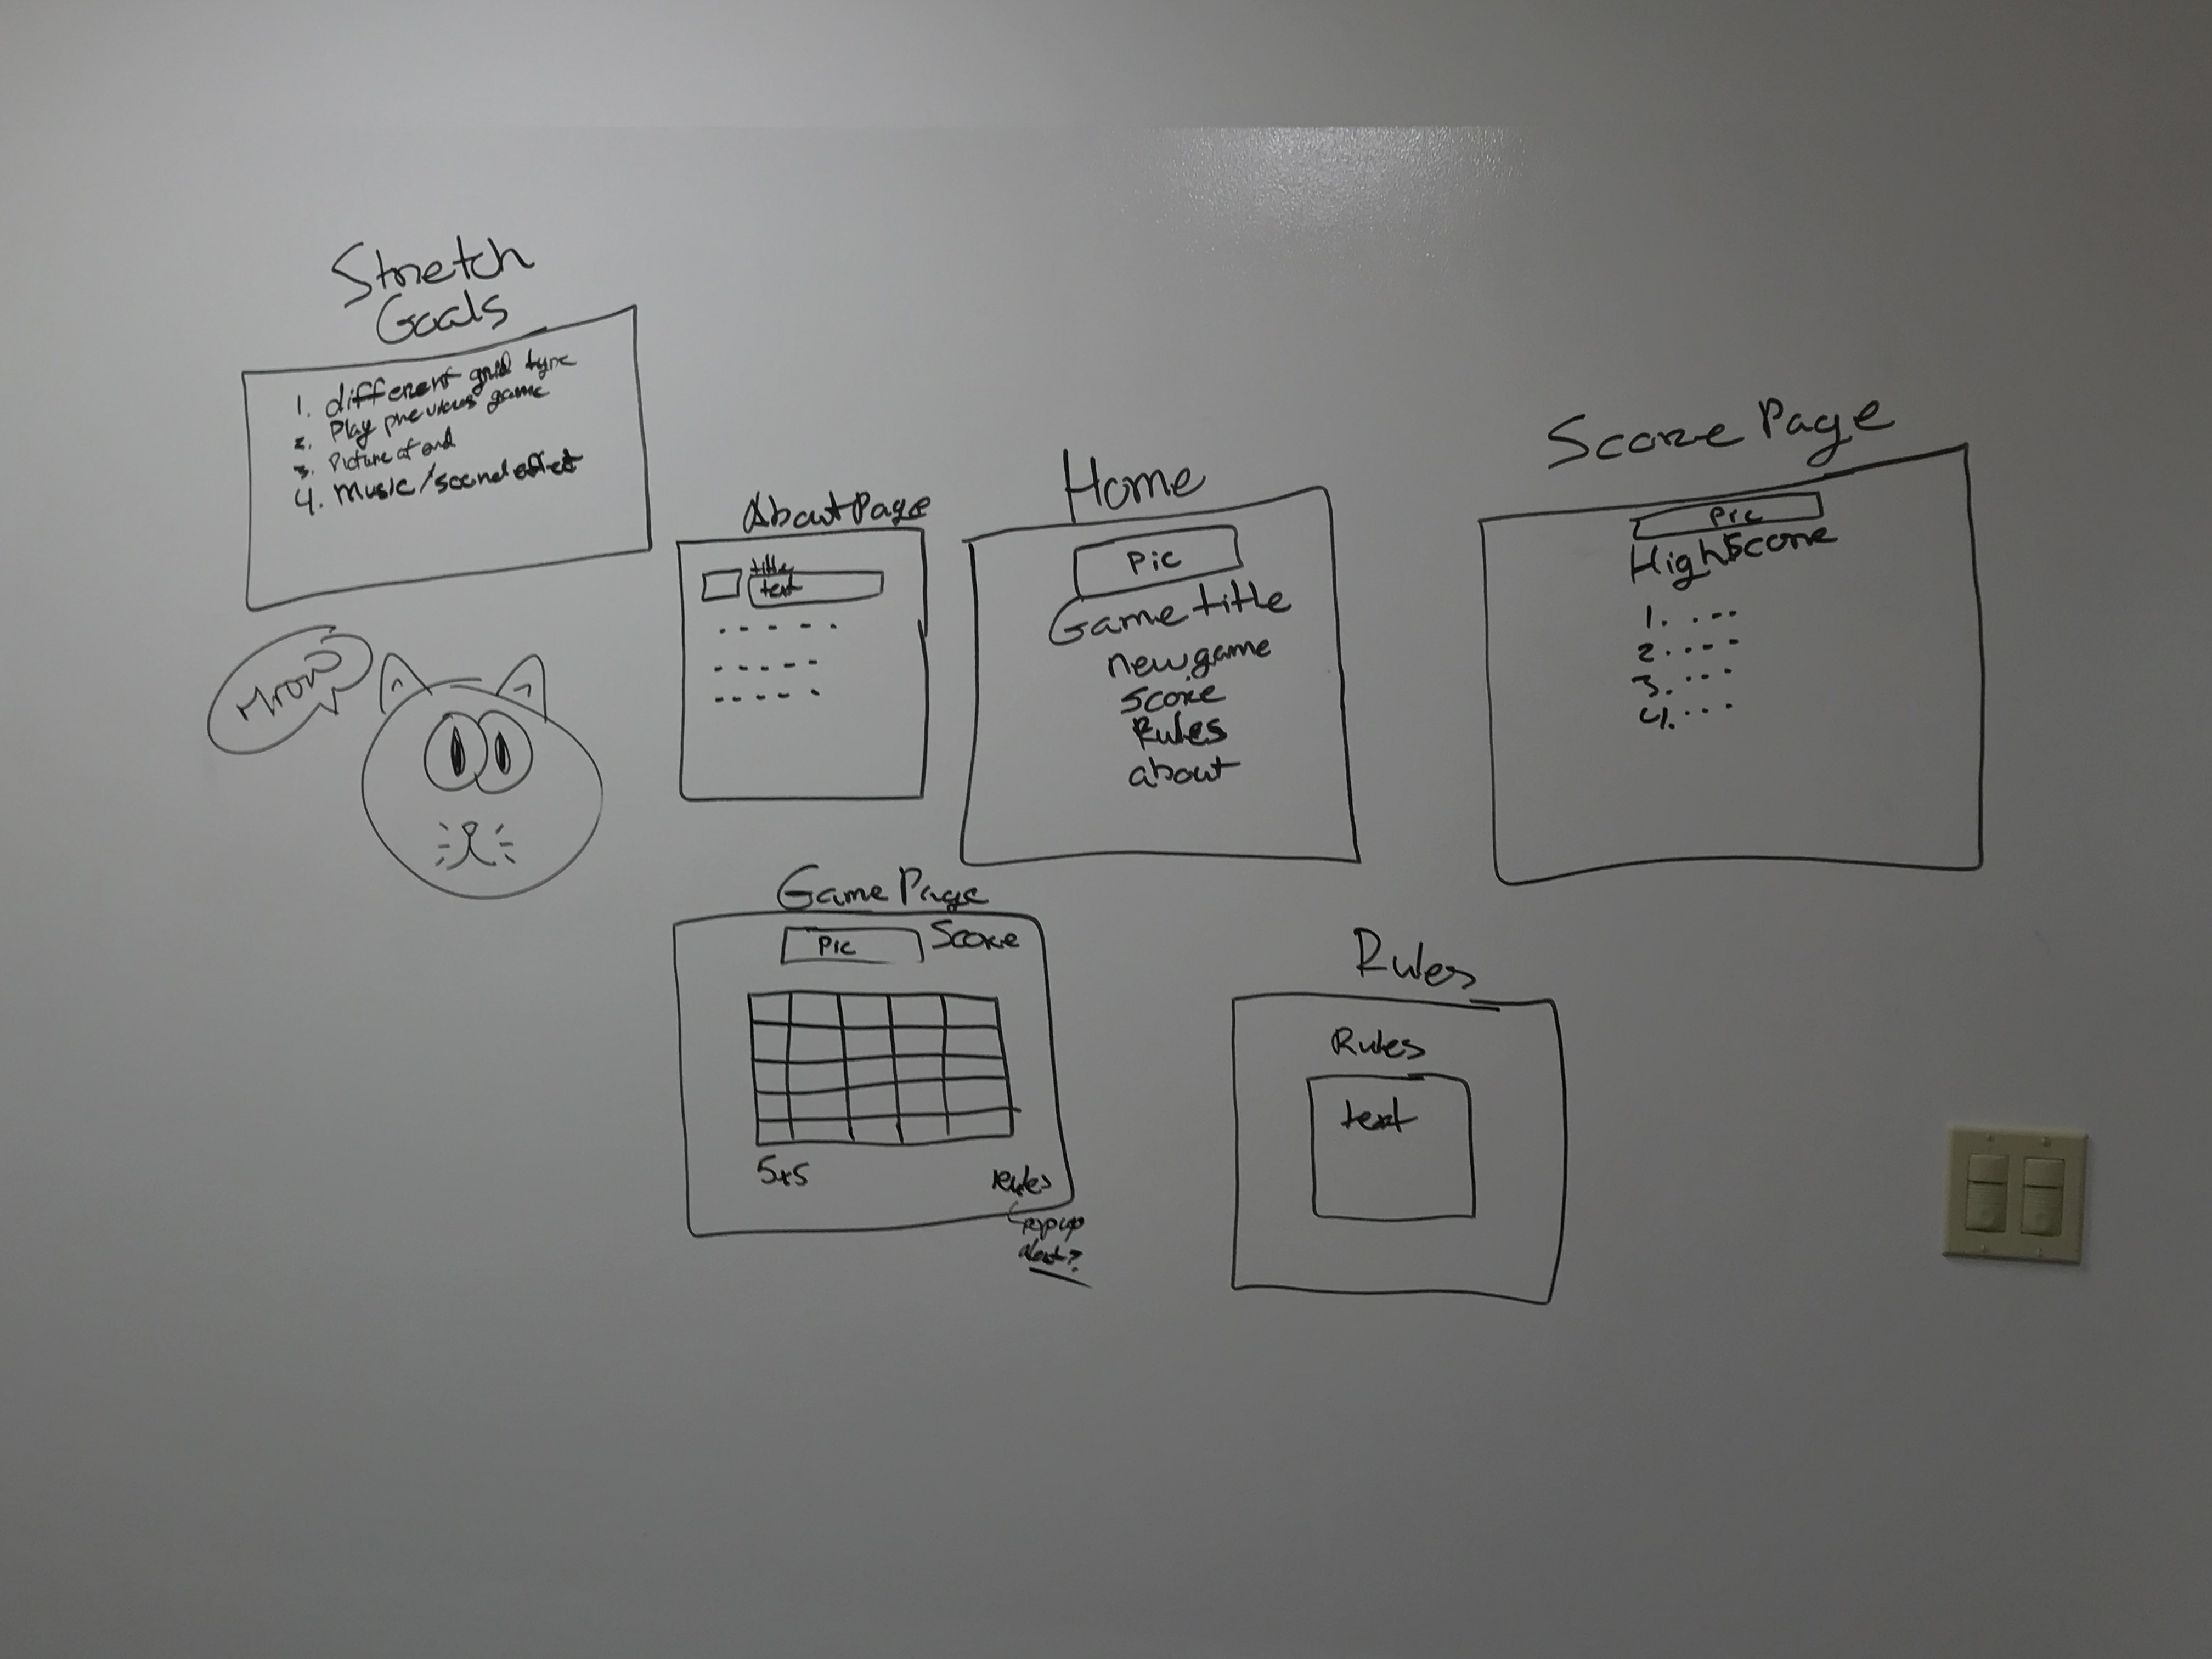 Stretch
Goals
1. different grid type
2. Play previous game
3. Picture at end
4. music/sound effect
Mrow?
About Page
title
text
Home
Pic
Game title
new game
score
Rules
about
Score Page
Pic
High Score
1.
2.
3.
4.
Game Page
Pic
Score
5x5
rules
popup
alert?
Rules
Rules
text